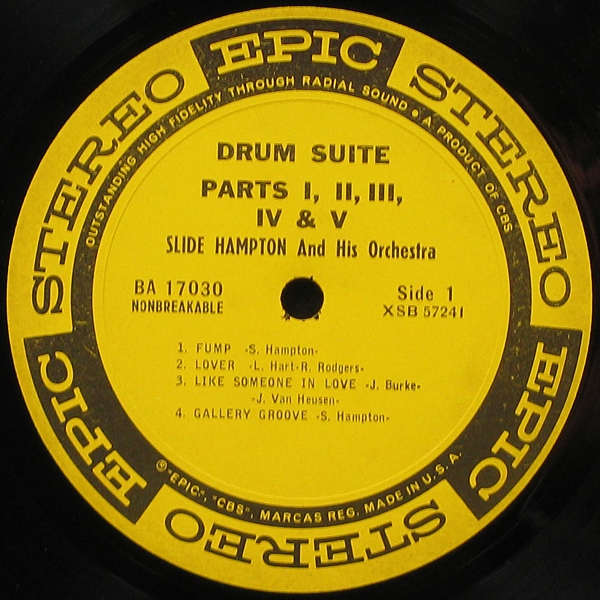 EPIC
STEREO
STEREO
OUTSTANDING HIGH FIDELITY THROUGH RADIAL SOUND • A PRODUCT OF CBS
DRUM SUITE
PARTS I, II, III,
IV & V
SLIDE HAMPTON And His Orchestra
BA 17030
NONBREAKABLE
Side 1
XSB 57241
1. FUMP -S. Hampton-
2. LOVER -L. Hart-R. Rodgers-
3. LIKE SOMEONE IN LOVE -J. Burke-
-J. Van Heusen-
4. GALLERY GROOVE -S. Hampton-
EPIC
EPIC
® "EPIC", "CBS", MARCAS REG. MADE IN U.S.A.
STEREO